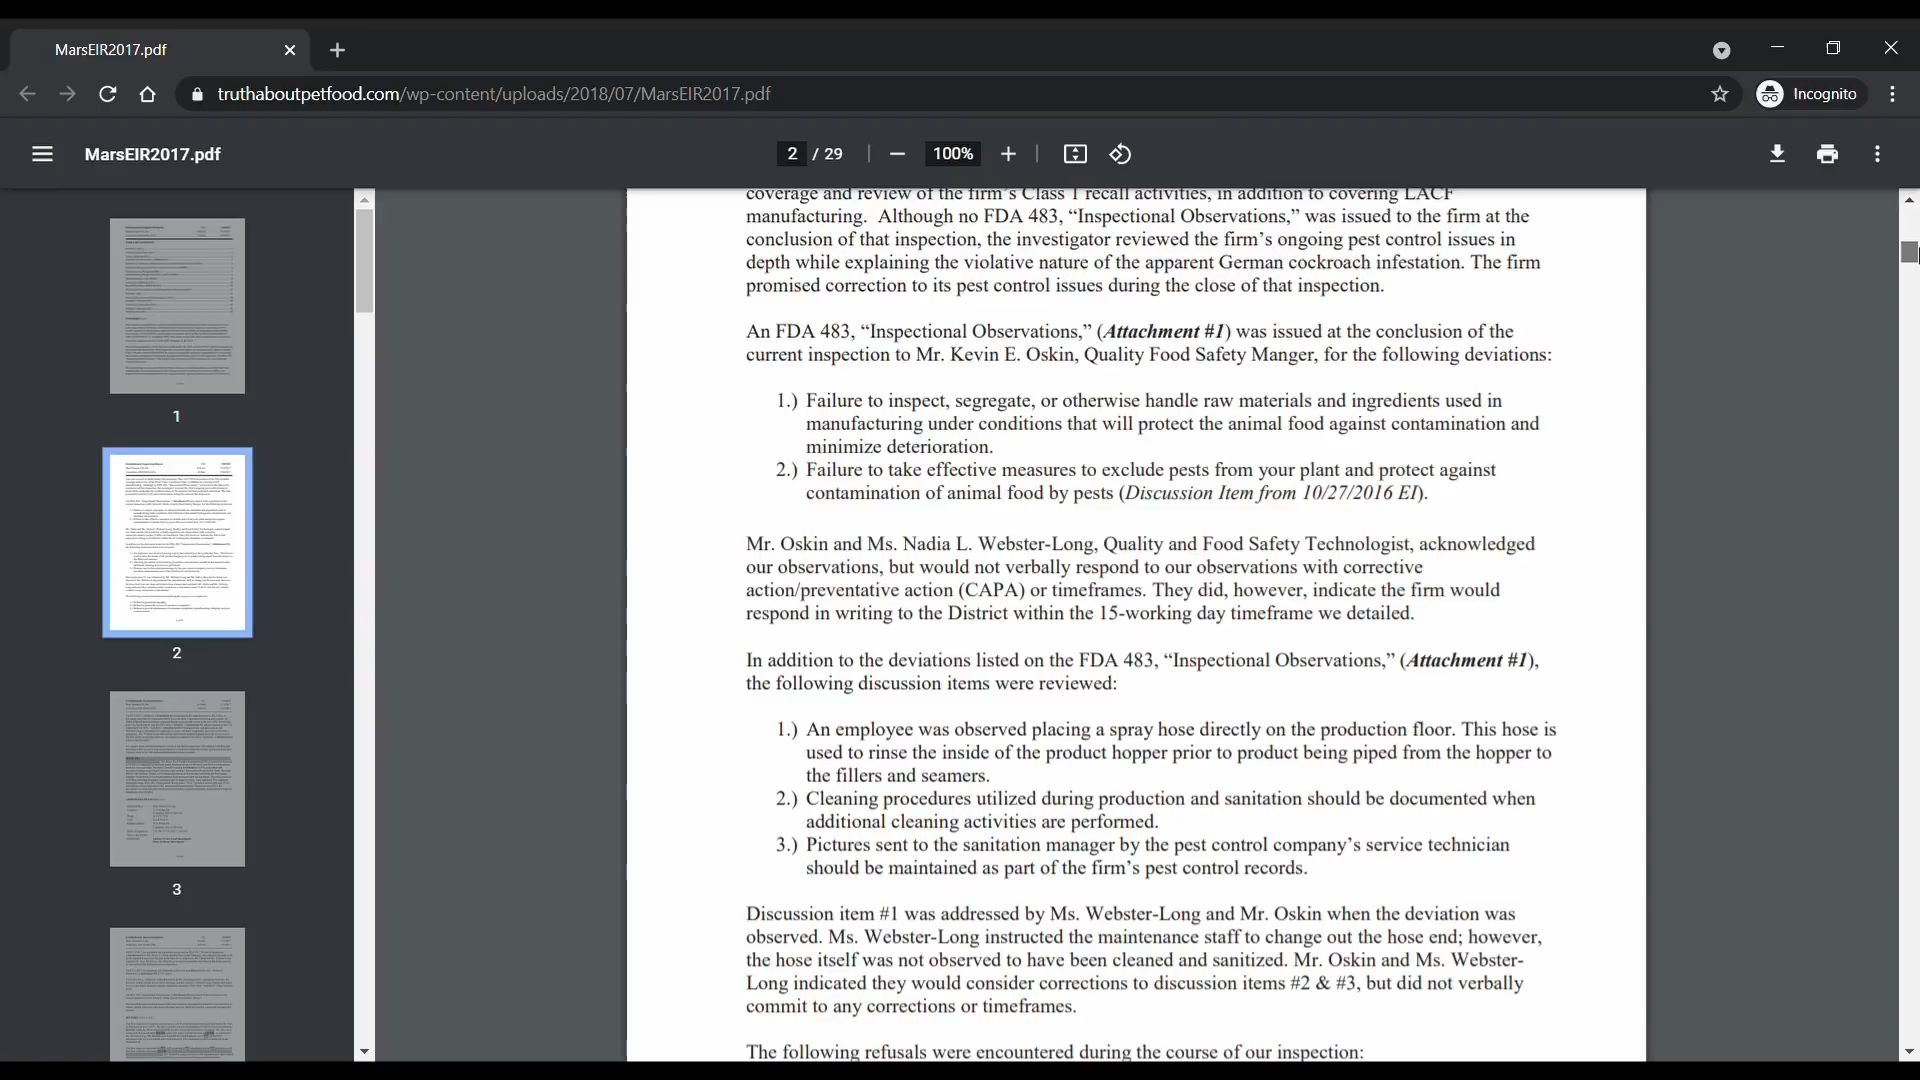 MarsEIR2017.pdf
truthaboutpetfood.com/wp-content/uploads/2018/07/MarsEIR2017.pdf
Incognito
MarsEIR2017.pdf
2 / 29
100%
1
2
3
coverage and review of the firm's Class 1 recall activities, in addition to covering LACF
manufacturing. Although no FDA 483, “Inspectional Observations,” was issued to the firm at the
conclusion of that inspection, the investigator reviewed the firm's ongoing pest control issues in
depth while explaining the violative nature of the apparent German cockroach infestation. The firm
promised correction to its pest control issues during the close of that inspection.
An FDA 483, “Inspectional Observations,” (Attachment #1) was issued at the conclusion of the
current inspection to Mr. Kevin E. Oskin, Quality Food Safety Manger, for the following deviations:
1.) Failure to inspect, segregate, or otherwise handle raw materials and ingredients used in
manufacturing under conditions that will protect the animal food against contamination and
minimize deterioration.
2.) Failure to take effective measures to exclude pests from your plant and protect against
contamination of animal food by pests (Discussion Item from 10/27/2016 EI).
Mr. Oskin and Ms. Nadia L. Webster-Long, Quality and Food Safety Technologist, acknowledged
our observations, but would not verbally respond to our observations with corrective
action/preventative action (CAPA) or timeframes. They did, however, indicate the firm would
respond in writing to the District within the 15-working day timeframe we detailed.
In addition to the deviations listed on the FDA 483, “Inspectional Observations,” (Attachment #1),
the following discussion items were reviewed:
1.) An employee was observed placing a spray hose directly on the production floor. This hose is
used to rinse the inside of the product hopper prior to product being piped from the hopper to
the fillers and seamers.
2.) Cleaning procedures utilized during production and sanitation should be documented when
additional cleaning activities are performed.
3.) Pictures sent to the sanitation manager by the pest control company's service technician
should be maintained as part of the firm's pest control records.
Discussion item #1 was addressed by Ms. Webster-Long and Mr. Oskin when the deviation was
observed. Ms. Webster-Long instructed the maintenance staff to change out the hose end; however,
the hose itself was not observed to have been cleaned and sanitized. Mr. Oskin and Ms. Webster-
Long indicated they would consider corrections to discussion items #2 & #3, but did not verbally
commit to any corrections or timeframes.
The following refusals were encountered during the course of our inspection: